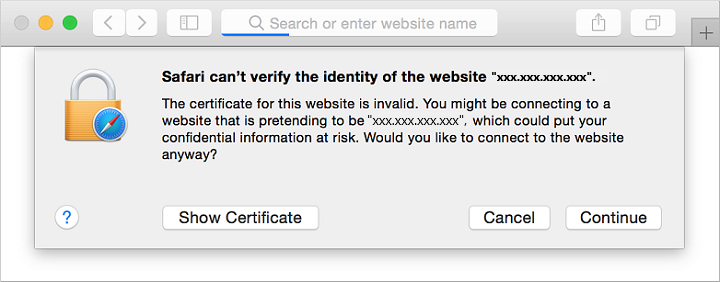 Search or enter website name
Safari can't verify the identity of the website "xxx.xxx.xxx.xxx".
The certificate for this website is invalid. You might be connecting to a
website that is pretending to be "xxx.xxx.xxx.xxx", which could put your
confidential information at risk. Would you like to connect to the website
anyway?
? Show Certificate Cancel Continue